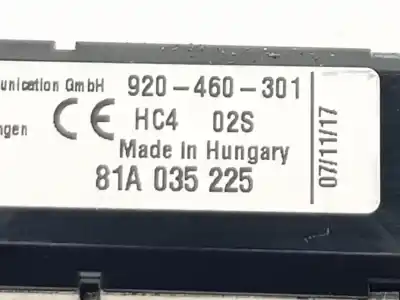 unication GmbH 920-460-301
CE HC4 02S
ngen
Made in Hungary
81A 035 225
07/11/17